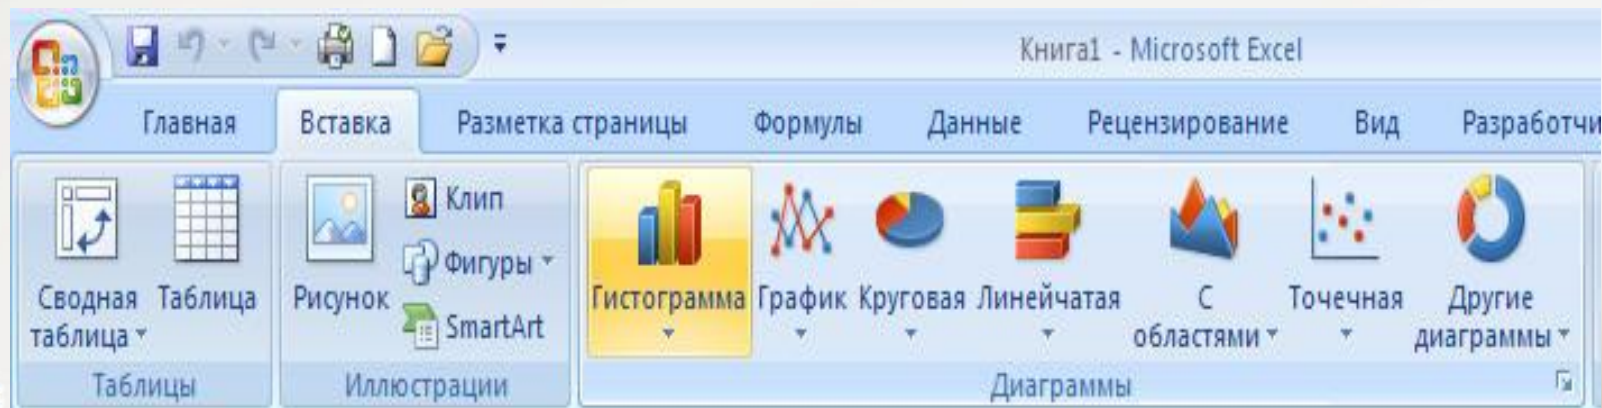 Книга1 - Microsoft Excel
Главная Вставка Разметка страницы Формулы Данные Рецензирование Вид Разработчи
Сводная таблица
Таблица
Рисунок
Клип
Фигуры
SmartArt
Гистограмма
График
Круговая
Линейчатая
С областями
Точечная
Другие диаграммы
Таблицы
Иллюстрации
Диаграммы